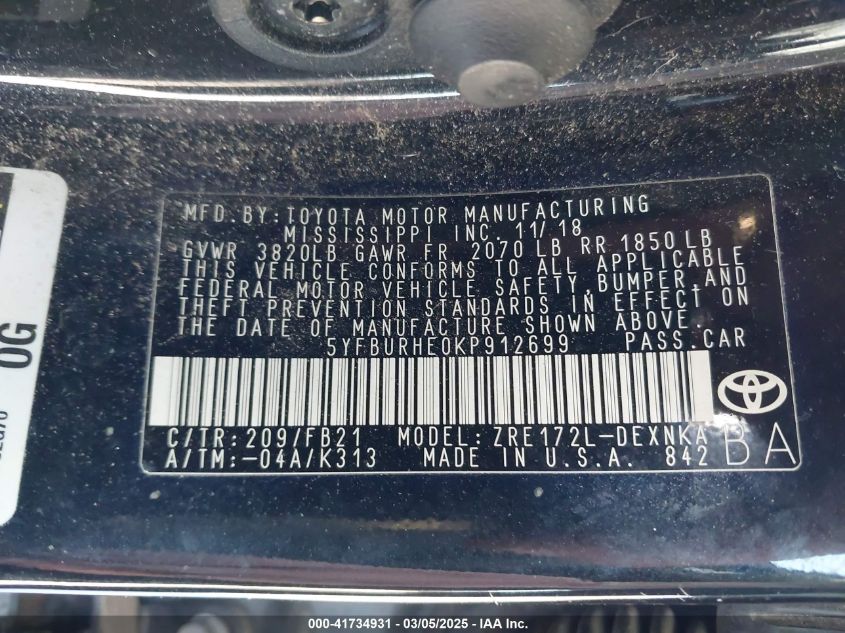 MFD. BY: TOYOTA MOTOR MANUFACTURING
MISSISSIPPI INC. 11/18
GVWR 3820LB GAWR FR 2070 LB RR 1850LB
THIS VEHICLE CONFORMS TO ALL APPLICABLE
FEDERAL MOTOR VEHICLE SAFETY, BUMPER, AND
THEFT PREVENTION STANDARDS IN EFFECT ON
THE DATE OF MANUFACTURE SHOWN ABOVE.
5YFBURHE0KP912699 PASS.CAR
C/TR: 209/FB21 MODEL: ZRE172L-DEXNKA
A/TM: -04A/K313 MADE IN U.S.A. 842
BA
OG
000-41734931 - 03/05/2025 - IAA Inc.